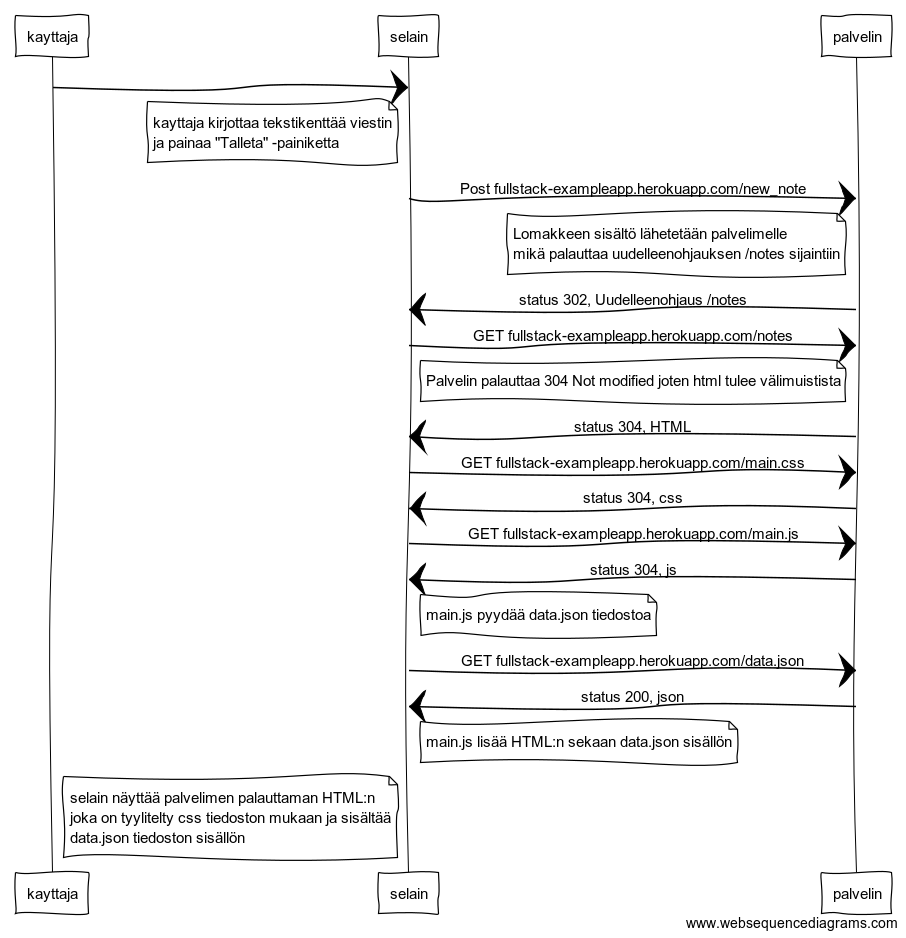 kayttaja
selain
palvelin
kayttaja kirjottaa tekstikenttää viestin
ja painaa "Talleta" -painiketta
Post fullstack-exampleapp.herokuapp.com/new_note
Lomakkeen sisältö lähetetään palvelimelle
mikä palauttaa uudelleenohjauksen /notes sijaintiin
status 302, Uudelleenohjaus /notes
GET fullstack-exampleapp.herokuapp.com/notes
Palvelin palauttaa 304 Not modified joten html tulee välimuistista
status 304, HTML
GET fullstack-exampleapp.herokuapp.com/main.css
status 304, css
GET fullstack-exampleapp.herokuapp.com/main.js
status 304, js
main.js pyydää data.json tiedostoa
GET fullstack-exampleapp.herokuapp.com/data.json
status 200, json
main.js lisää HTML:n sekaan data.json sisällön
selain näyttää palvelimen palauttaman HTML:n
joka on tyylitelty css tiedoston mukaan ja sisältää
data.json tiedoston sisällön
kayttaja
selain
palvelin
www.websequencediagrams.com